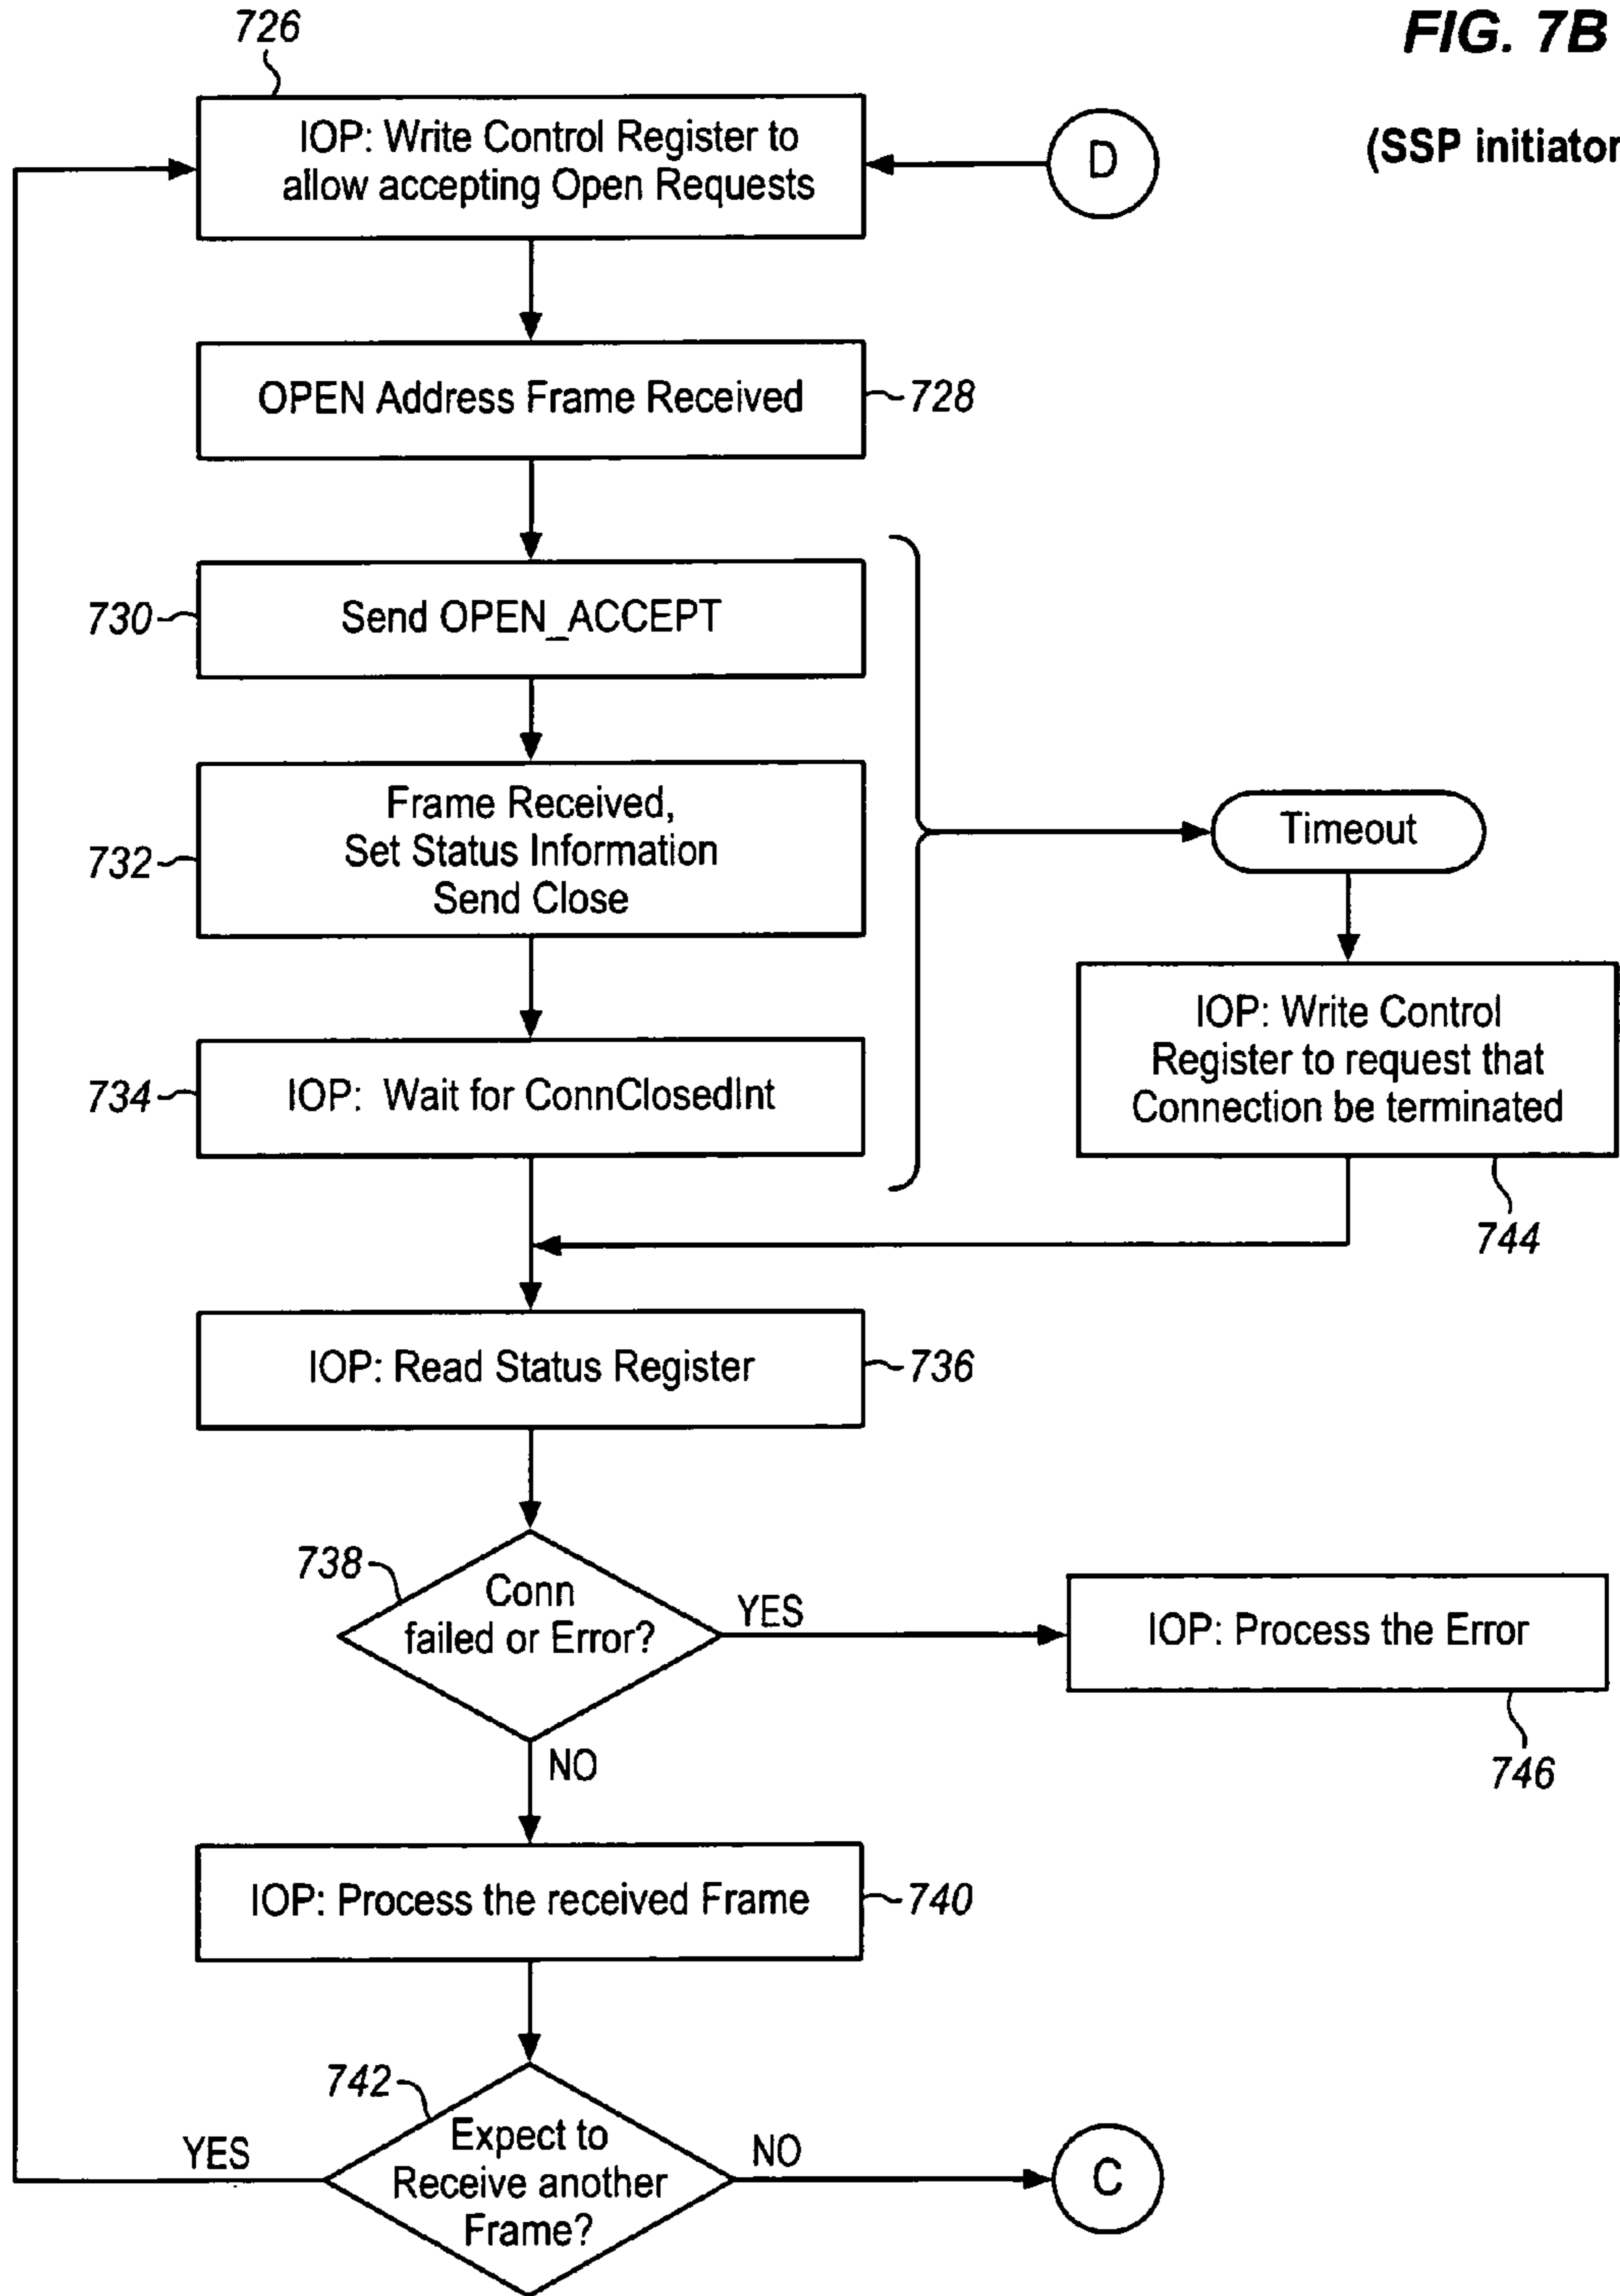 FIG. 7B
(SSP initiator
726
IOP: Write Control Register to
allow accepting Open Requests
D
OPEN Address Frame Received
728
730
Send OPEN_ACCEPT
732
Frame Received,
Set Status Information
Send Close
Timeout
734
IOP: Wait for ConnClosedInt
IOP: Write Control
Register to request that
Connection be terminated
744
IOP: Read Status Register
736
738
Conn
failed or Error?
YES
IOP: Process the Error
746
NO
IOP: Process the received Frame
740
742
Expect to
Receive another
Frame?
YES
NO
C